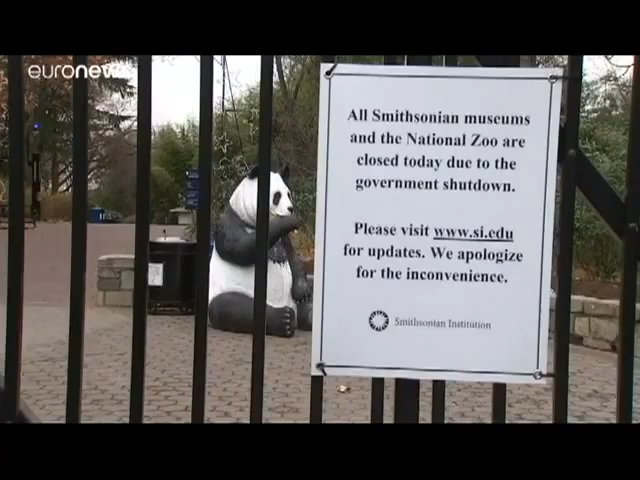 euronews.
All Smithsonian museums
and the National Zoo are
closed today due to the
government shutdown.
Please visit www.si.edu
for updates. We apologize
for the inconvenience.
Smithsonian Institution